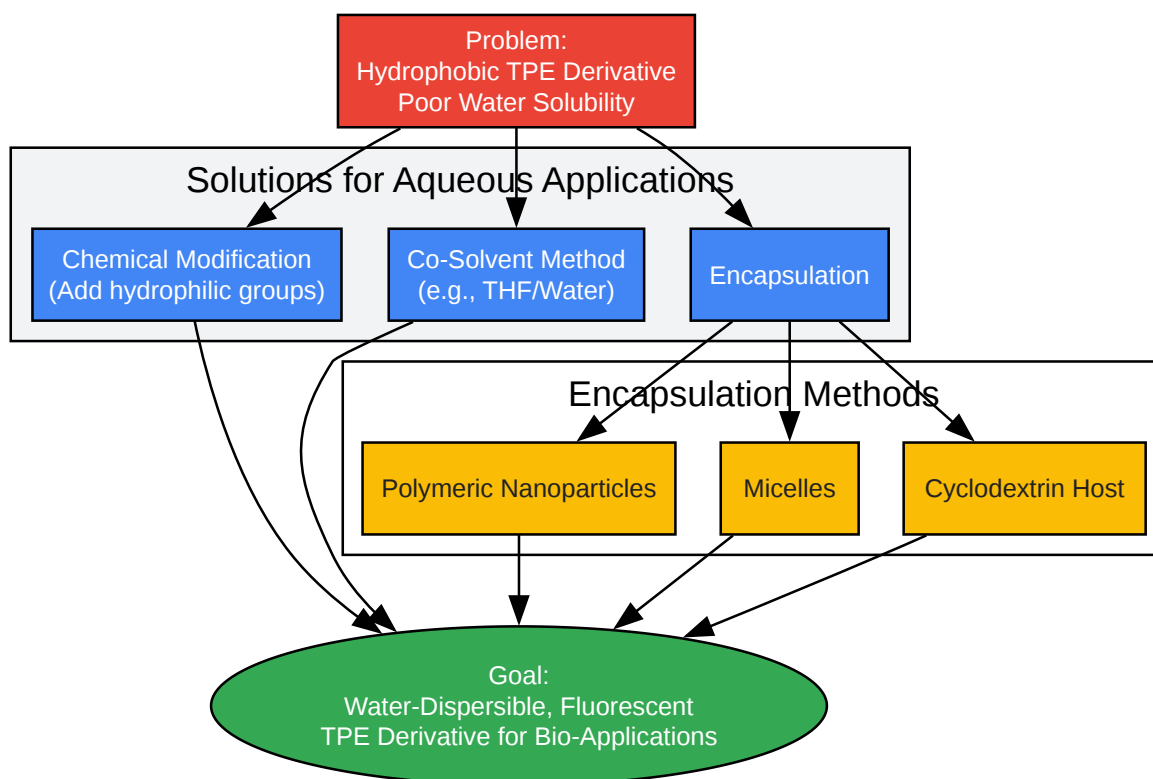 Problem:
Hydrophobic TPE Derivative
Poor Water Solubility
Solutions for Aqueous Applications
Chemical Modification
(Add hydrophilic groups)
Co-Solvent Method
(e.g., THF/Water)
Encapsulation
Encapsulation Methods
Polymeric Nanoparticles
Micelles
Cyclodextrin Host
Goal:
Water-Dispersible, Fluorescent
TPE Derivative for Bio-Applications